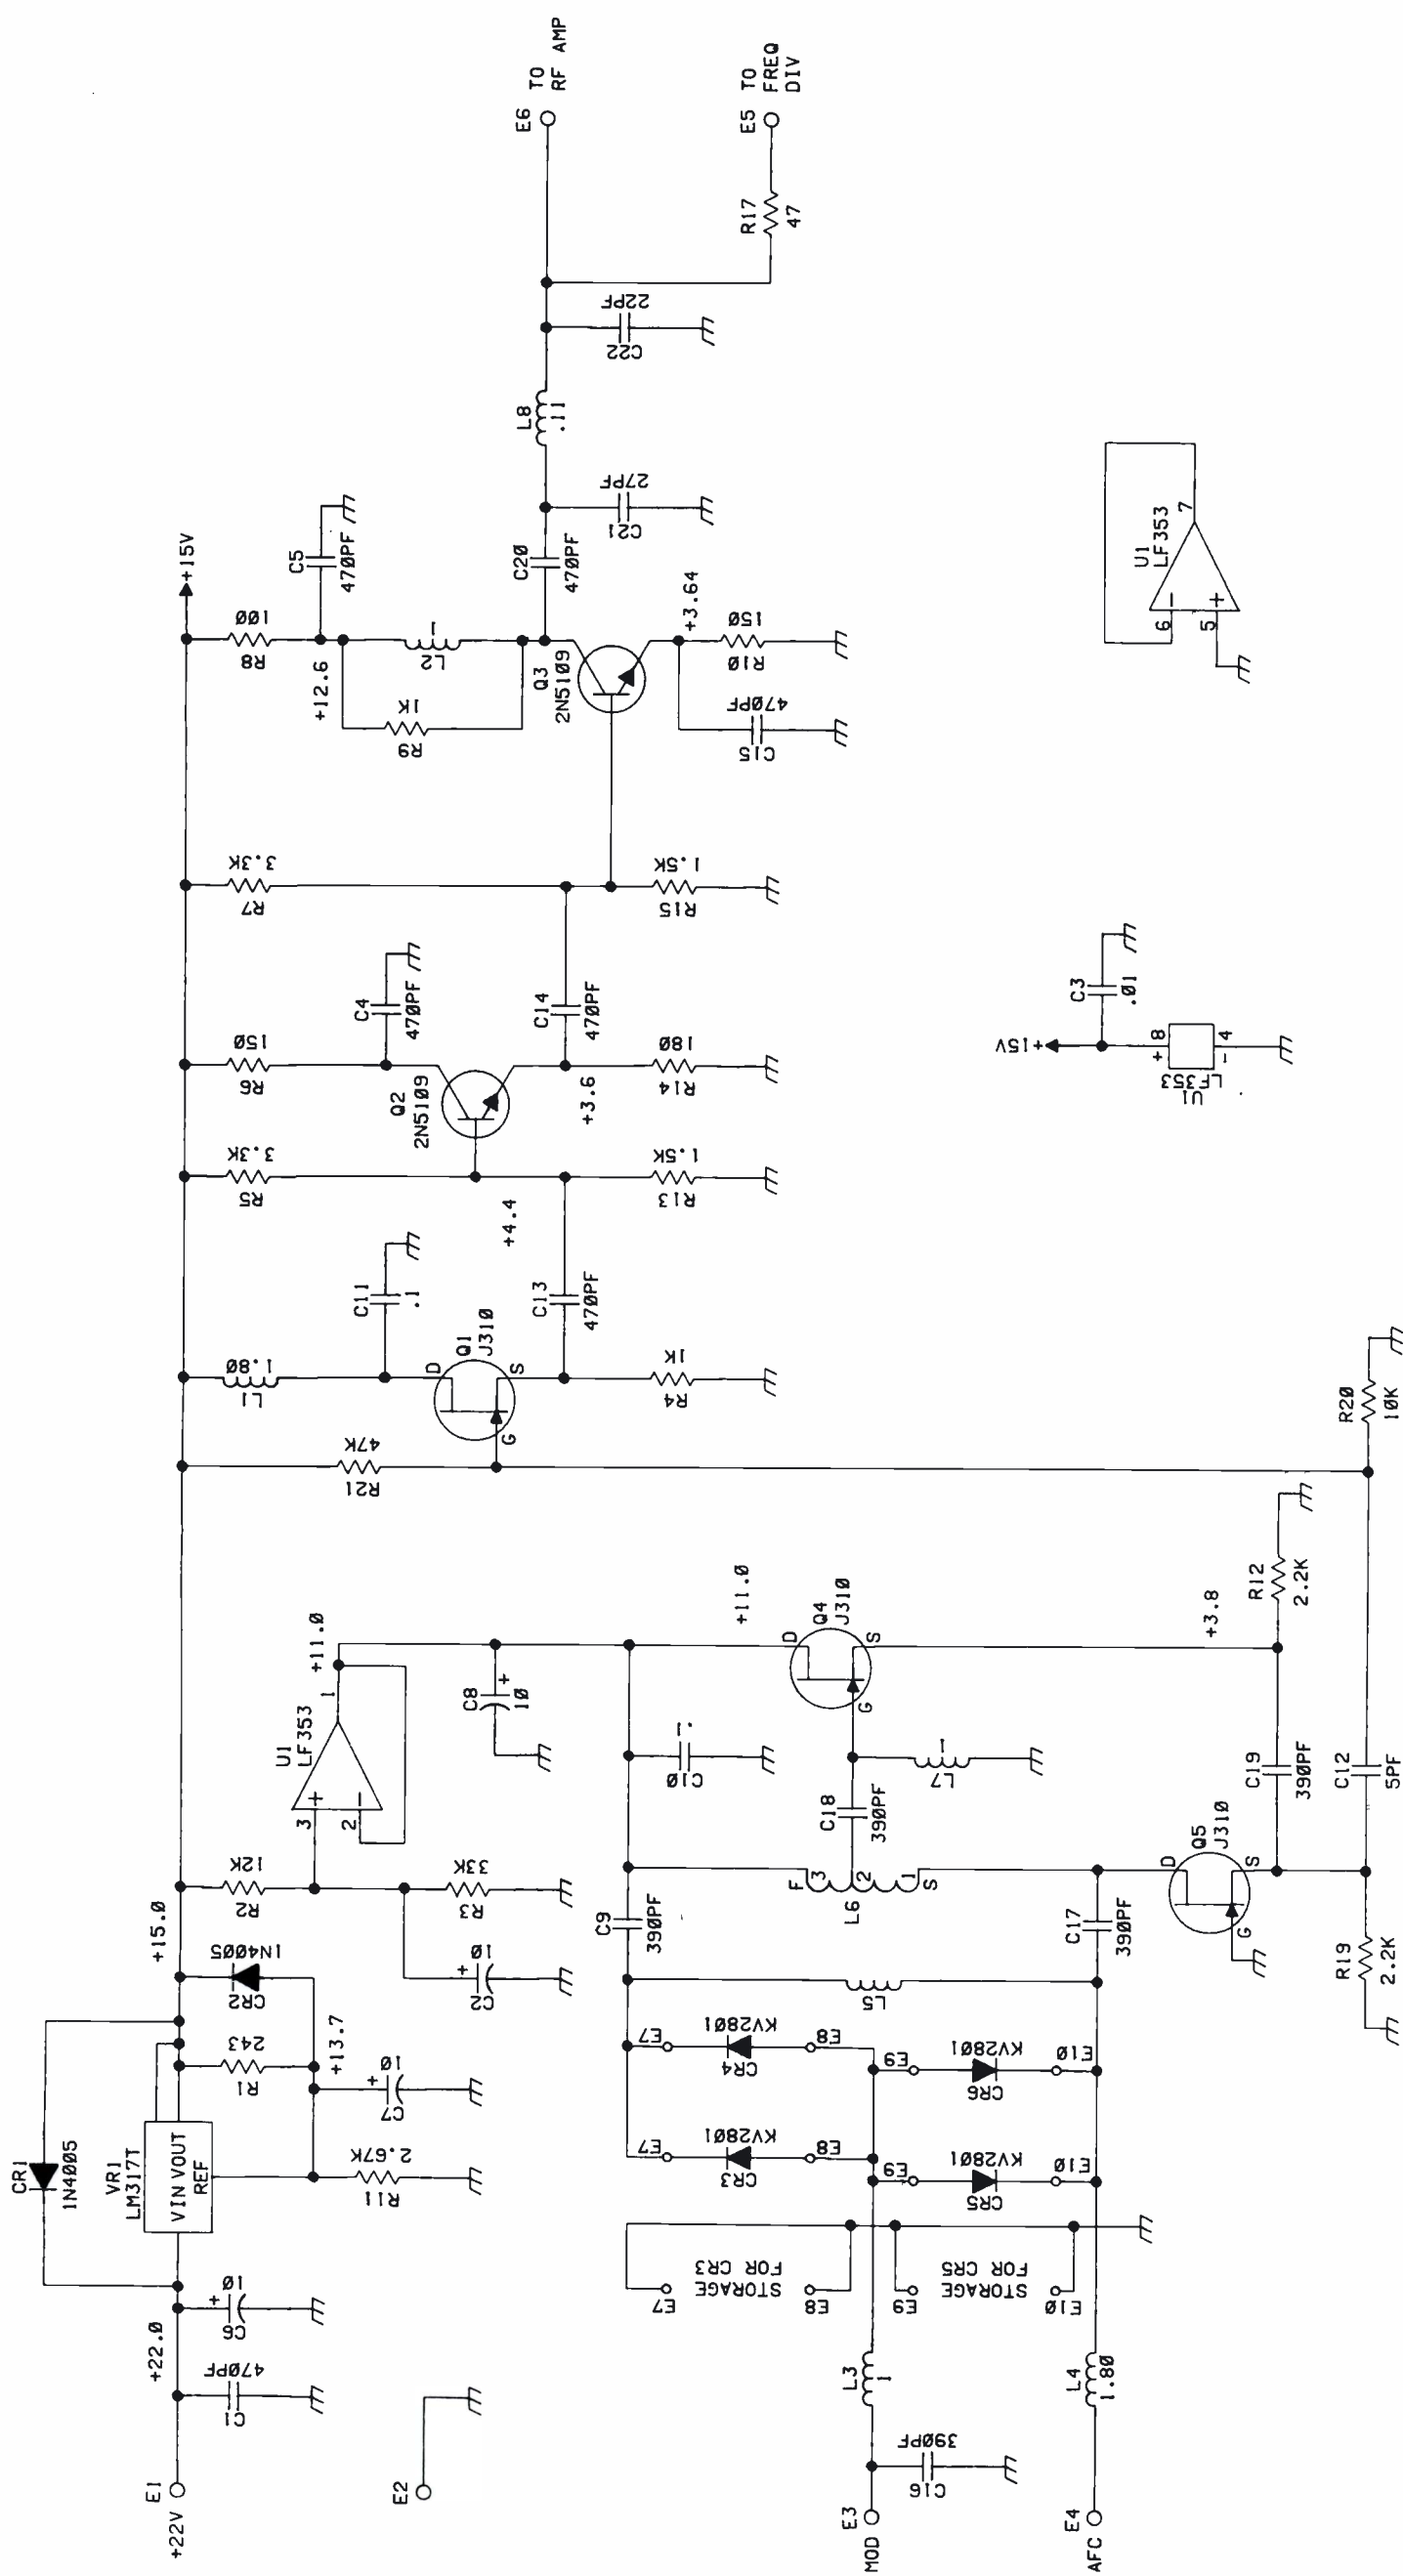 CR1
1N4005
E1
+22V
+22.0
C1
470PF
C6
10
+
VR1
LM317T
VIN VOUT
REF
R1
243
CR2
1N4005
+15.0
+13.7
R11
2.67K
C7
10
+
E2
R2
12K
R3
33K
C2
10
+
U1
LF353
3
+
2
-
1
+11.0
C8
10
+
R21
47K
L1
1.80
C11
.1
Q1
J310
D
S
G
C13
470PF
R4
1K
R5
3.3K
+4.4
R13
1.5K
R6
150
C4
470PF
Q2
2N5109
+3.6
C14
470PF
R14
180
R7
3.3K
R15
1.5K
+15V
R8
100
C5
470PF
+12.6
R9
1K
L2
1
Q3
2N5109
C20
470PF
+3.64
C15
470PF
R10
150
C21
27PF
L8
.11
C22
22PF
E6
TO
RF AMP
R17
47
E5
TO
FREQ
DIV
E3
MOD
C16
390PF
L3
1
E4
AFC
L4
1.80
E7
STORAGE
FOR CR3
E8
E9
STORAGE
FOR CR5
E10
E7
CR3
KV2801
E8
E9
CR5
KV2801
E10
E7
CR4
KV2801
E8
E9
CR6
KV2801
E10
L5
C9
390PF
C17
390PF
L6
F
3
2
1
S
C10
.1
C18
390PF
L7
1
+11.0
Q4
J310
D
S
G
+3.8
R12
2.2K
Q5
J310
D
S
G
C19
390PF
R19
2.2K
C12
5PF
R20
10K
+15V
C3
.01
+
8
-
4
U1
LF353
U1
LF353
6
-
5
+
7